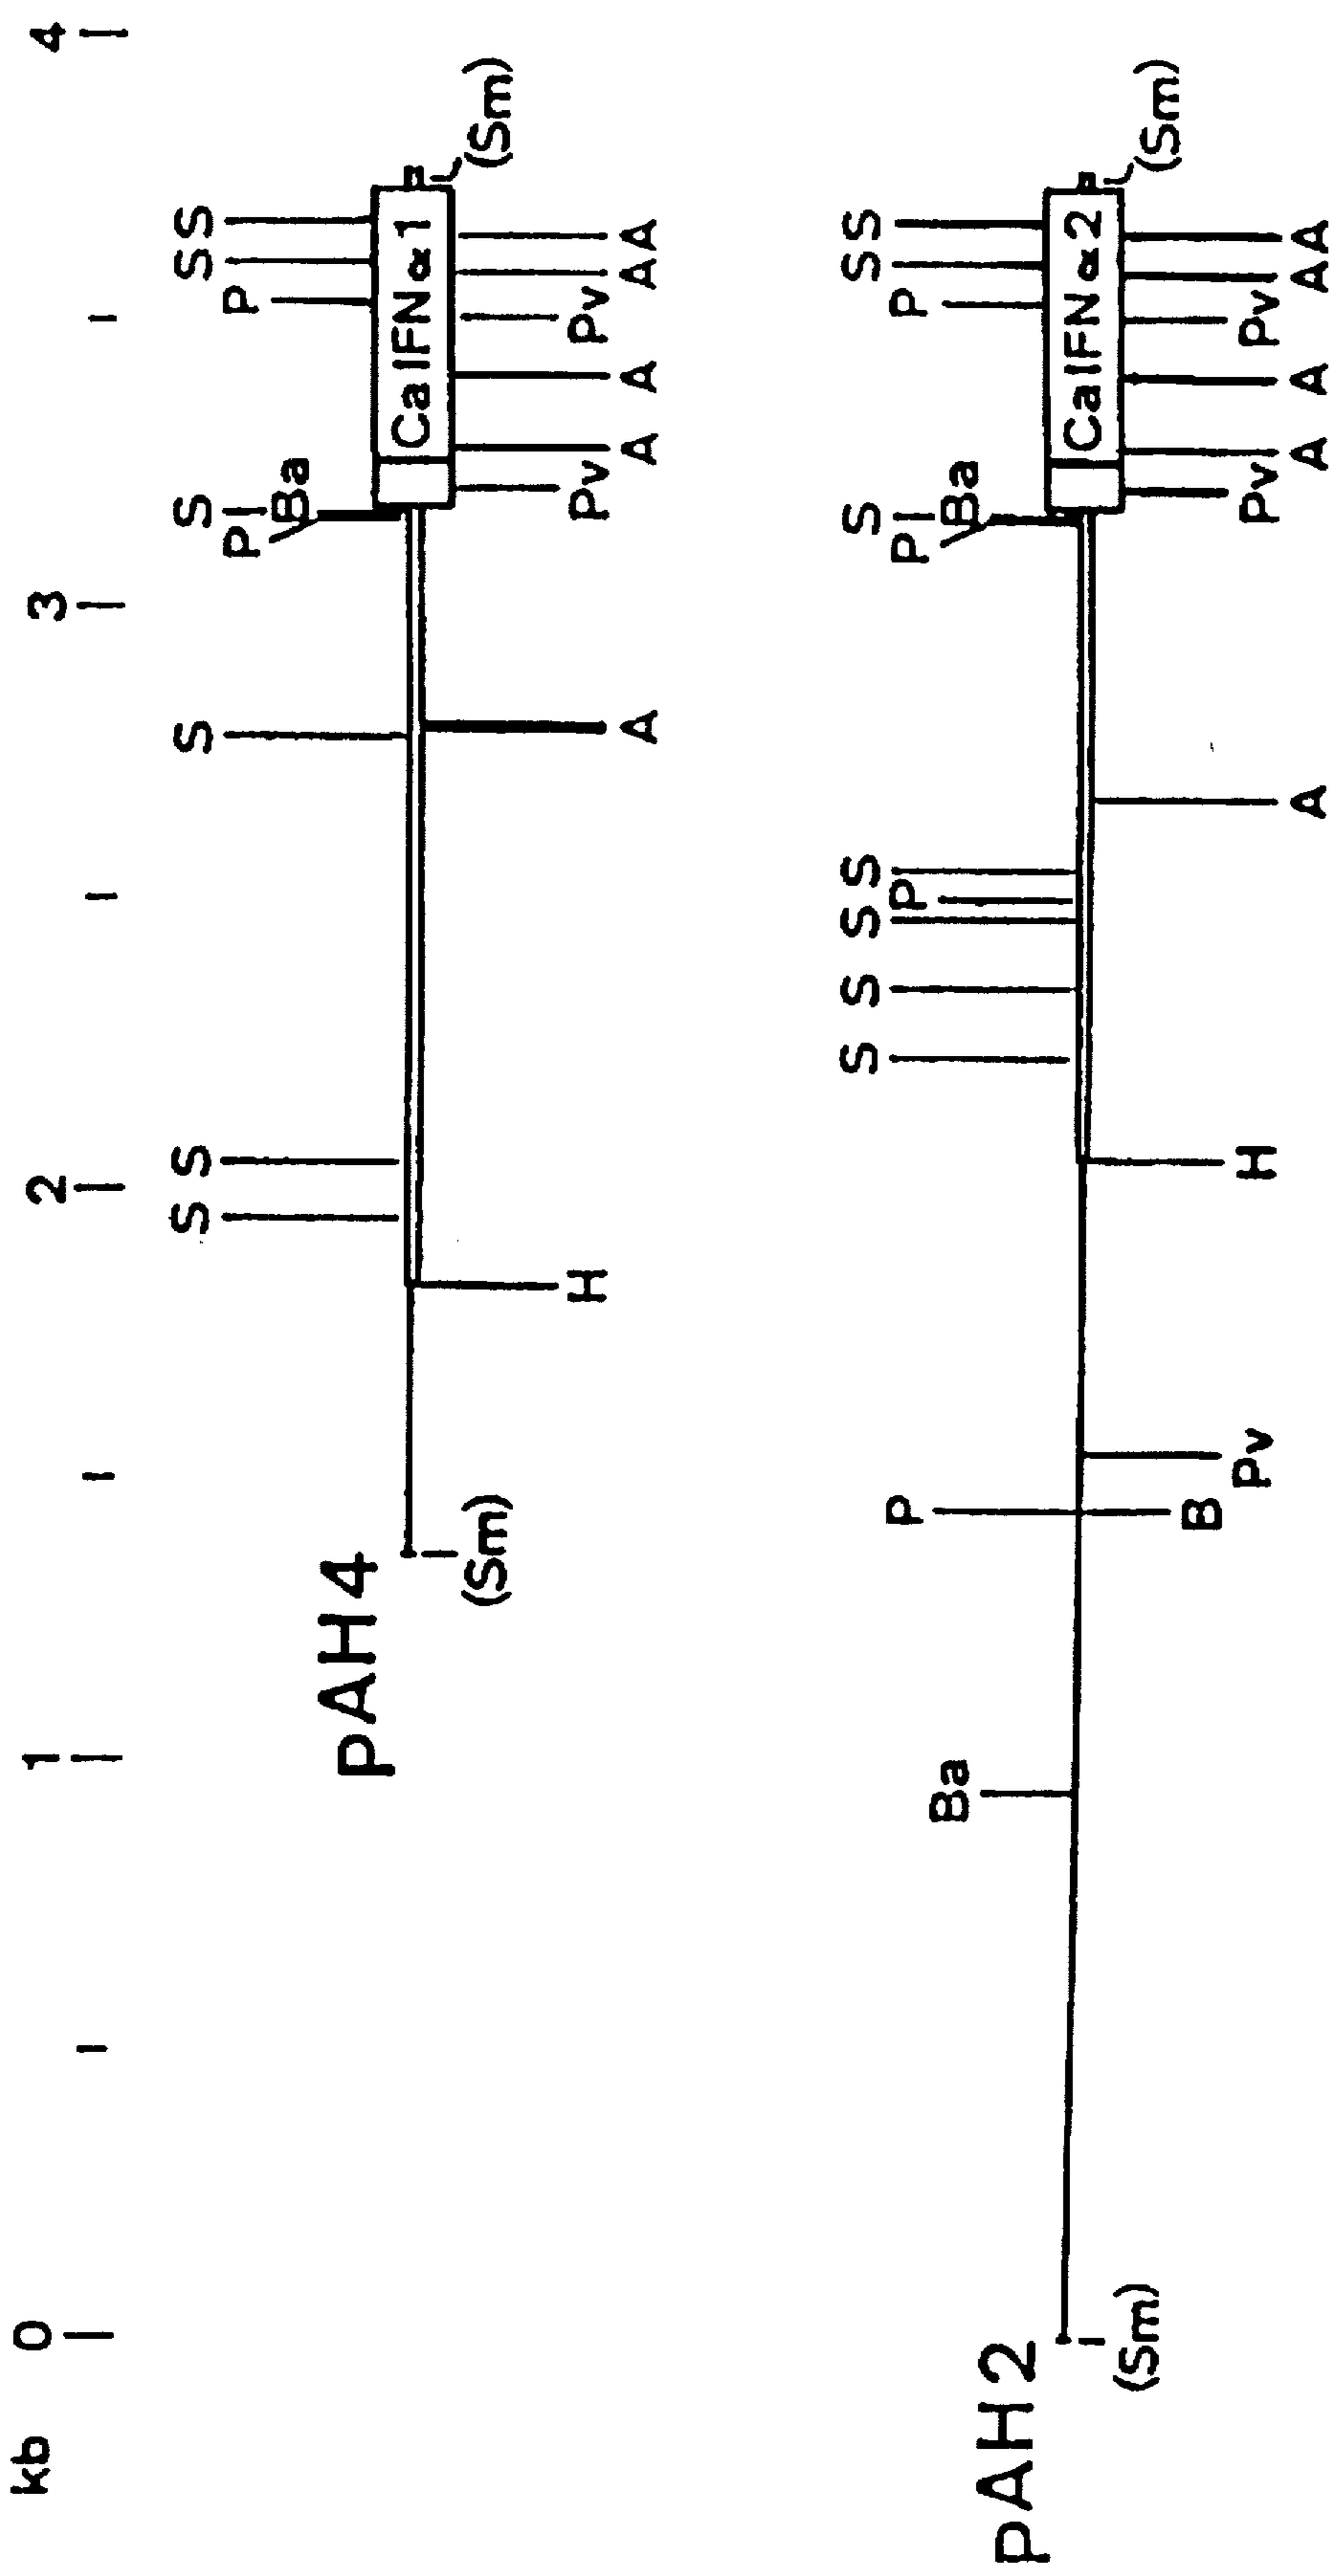 kb 0 1 2 3 4
pAH4
S S S S S S
P P
Ba
CaIFNα1
(Sm) (Sm)
H Pv Pv
A A A A A
pAH2
S S S S S S S
P P P P
Ba Ba
CaIFNα2
(Sm) (Sm)
B Pv H Pv Pv
A A A A A